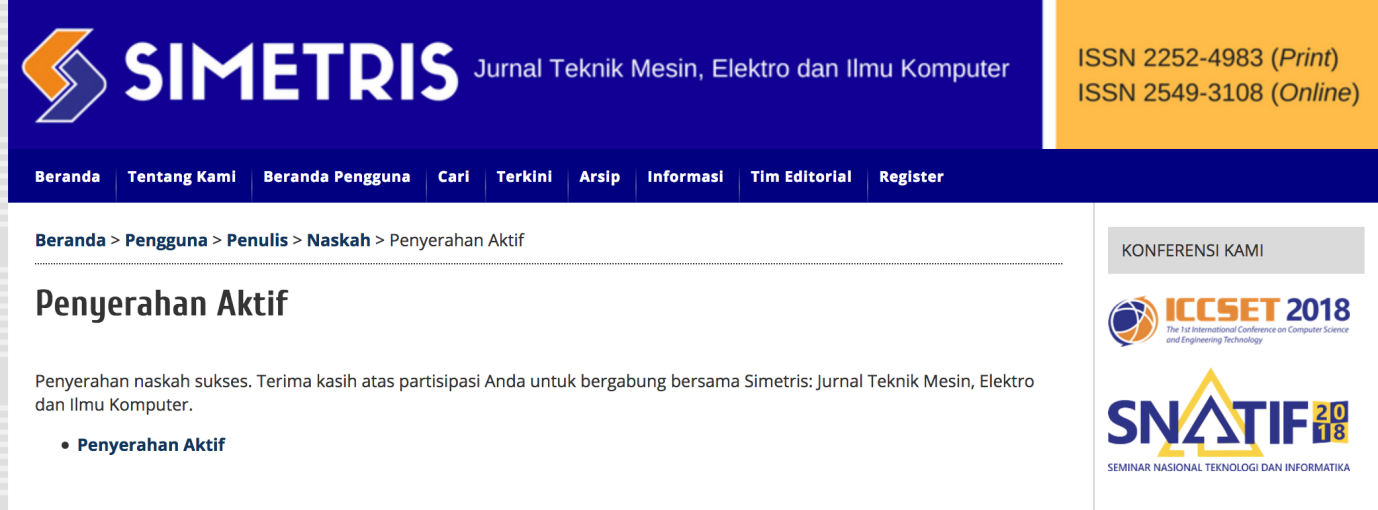 SIMETRIS Jurnal Teknik Mesin, Elektro dan Ilmu Komputer
ISSN 2252-4983 (Print)
ISSN 2549-3108 (Online)
Beranda Tentang Kami Beranda Pengguna Cari Terkini Arsip Informasi Tim Editorial Register
Beranda > Pengguna > Penulis > Naskah > Penyerahan Aktif
Penyerahan Aktif
Penyerahan naskah sukses. Terima kasih atas partisipasi Anda untuk bergabung bersama Simetris: Jurnal Teknik Mesin, Elektro
dan Ilmu Komputer.
• Penyerahan Aktif
KONFERENSI KAMI
ICCSET 2018
The 1st International Conference on Computer Science
and Engineering Technology
SNATIF 2018
SEMINAR NASIONAL TEKNOLOGI DAN INFORMATIKA